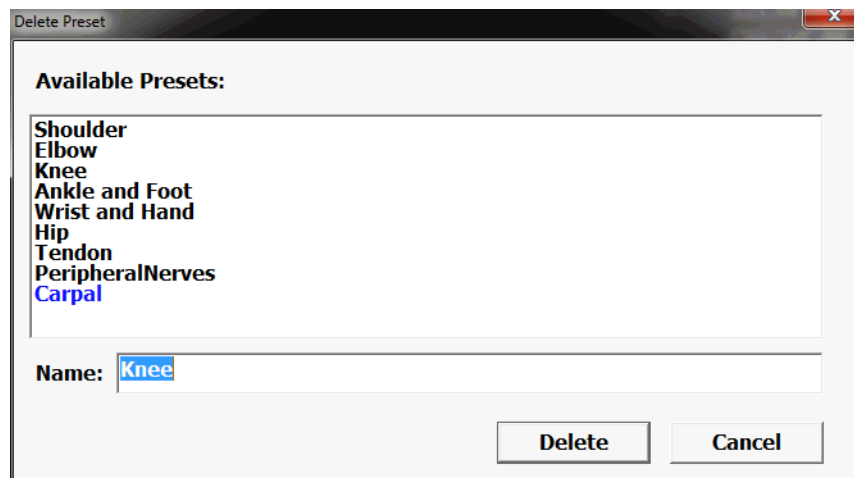 Delete Preset
Available Presets:
Shoulder
Elbow
Knee
Ankle and Foot
Wrist and Hand
Hip
Tendon
PeripheralNerves
Carpal
Name: Knee
Delete Cancel